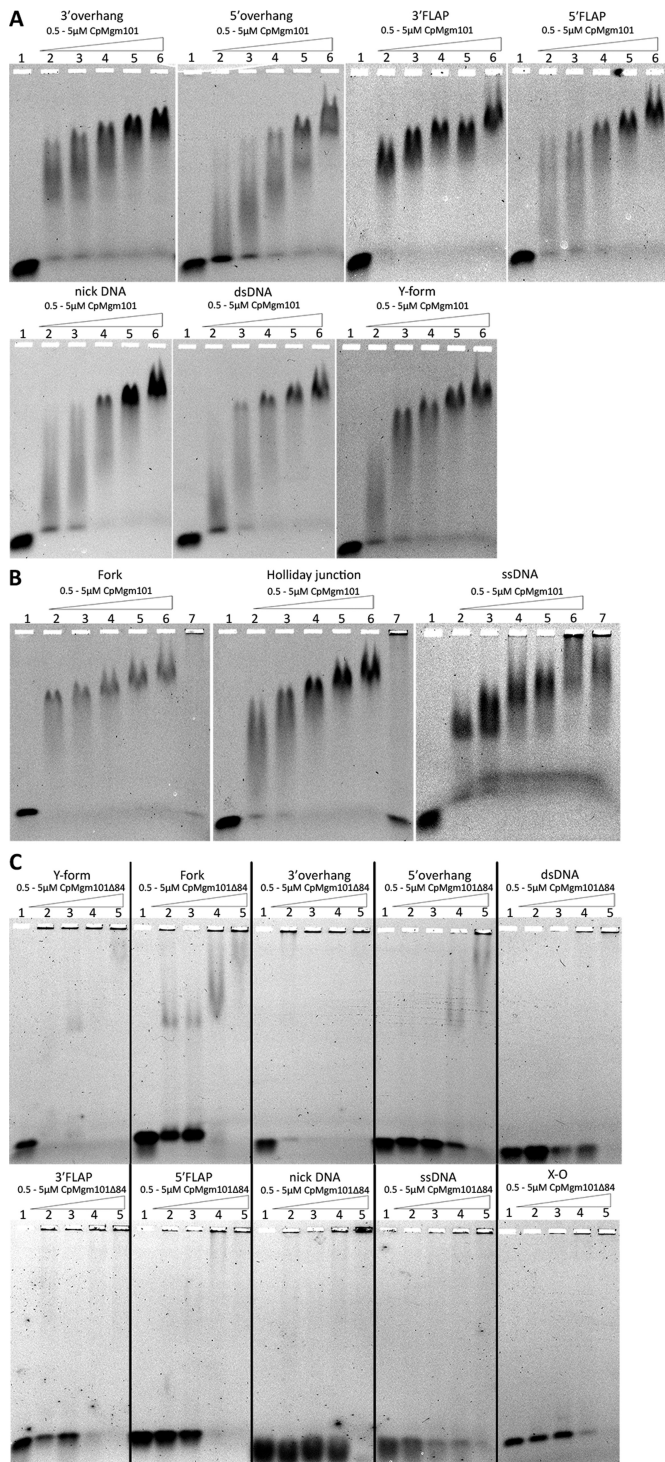 A
3'overhang 5'overhang 3'FLAP 5'FLAP
0.5 - 5µM CpMgm101 0.5 - 5µM CpMgm101 0.5 - 5µM CpMgm101 0.5 - 5µM CpMgm101
1 2 3 4 5 6 1 2 3 4 5 6 1 2 3 4 5 6 1 2 3 4 5 6
nick DNA dsDNA Y-form
0.5 - 5µM CpMgm101 0.5 - 5µM CpMgm101 0.5 - 5µM CpMgm101
1 2 3 4 5 6 1 2 3 4 5 6 1 2 3 4 5 6
B
Fork Holliday junction ssDNA
0.5 - 5µM CpMgm101 0.5 - 5µM CpMgm101 0.5 - 5µM CpMgm101
1 2 3 4 5 6 7 1 2 3 4 5 6 7 1 2 3 4 5 6 7
C
Y-form Fork 3'overhang 5'overhang dsDNA
0.5 - 5µM CpMgm101Δ84 0.5 - 5µM CpMgm101Δ84 0.5 - 5µM CpMgm101Δ84 0.5 - 5µM CpMgm101Δ84 0.5 - 5µM CpMgm101Δ84
1 2 3 4 5 1 2 3 4 5 1 2 3 4 5 1 2 3 4 5 1 2 3 4 5
3'FLAP 5'FLAP nick DNA ssDNA X-O
0.5 - 5µM CpMgm101Δ84 0.5 - 5µM CpMgm101Δ84 0.5 - 5µM CpMgm101Δ84 0.5 - 5µM CpMgm101Δ84 0.5 - 5µM CpMgm101Δ84
1 2 3 4 5 1 2 3 4 5 1 2 3 4 5 1 2 3 4 5 1 2 3 4 5